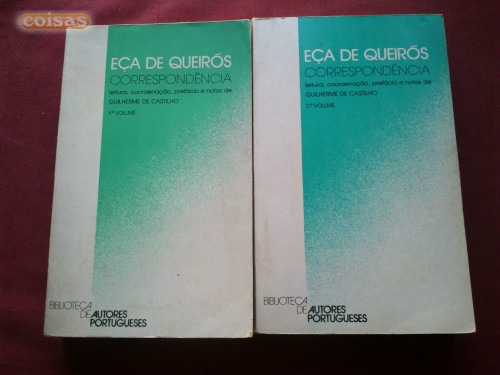 coisas
EÇA DE QUEIRÓS
CORRESPONDÊNCIA
leitura, coordenação, prefácio e notas de
GUILHERME DE CASTILHO
1.º VOLUME
BIBLIOTECA
DE AUTORES
PORTUGUESES
EÇA DE QUEIRÓS
CORRESPONDÊNCIA
leitura, coordenação, prefácio e notas de
GUILHERME DE CASTILHO
2.º VOLUME
BIBLIOTECA
DE AUTORES
PORTUGUESES